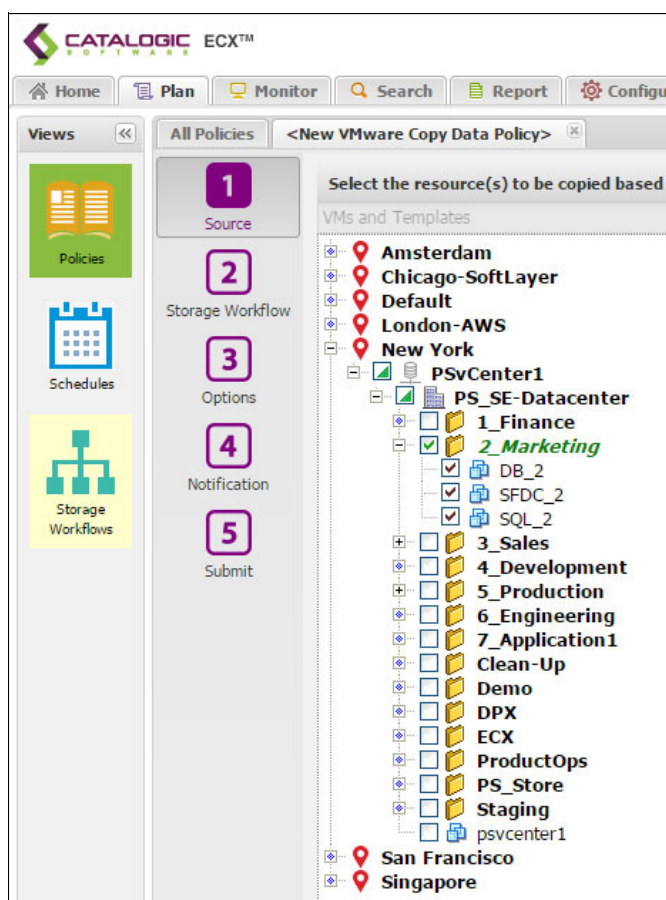 CATALOGIC ECX™
SOFTWARE
Home Plan Monitor Search Report Configu
Views
All Policies <New VMware Copy Data Policy>
Policies
Schedules
Storage
Workflows
1
Source
2
Storage Workflow
3
Options
4
Notification
5
Submit
Select the resource(s) to be copied based
VMs and Templates
Amsterdam
Chicago-SoftLayer
Default
London-AWS
New York
PSvCenter1
PS_SE-Datacenter
1_Finance
2_Marketing
DB_2
SFDC_2
SQL_2
3_Sales
4_Development
5_Production
6_Engineering
7_Application1
Clean-Up
Demo
DPX
ECX
ProductOps
PS_Store
Staging
psvcenter1
San Francisco
Singapore